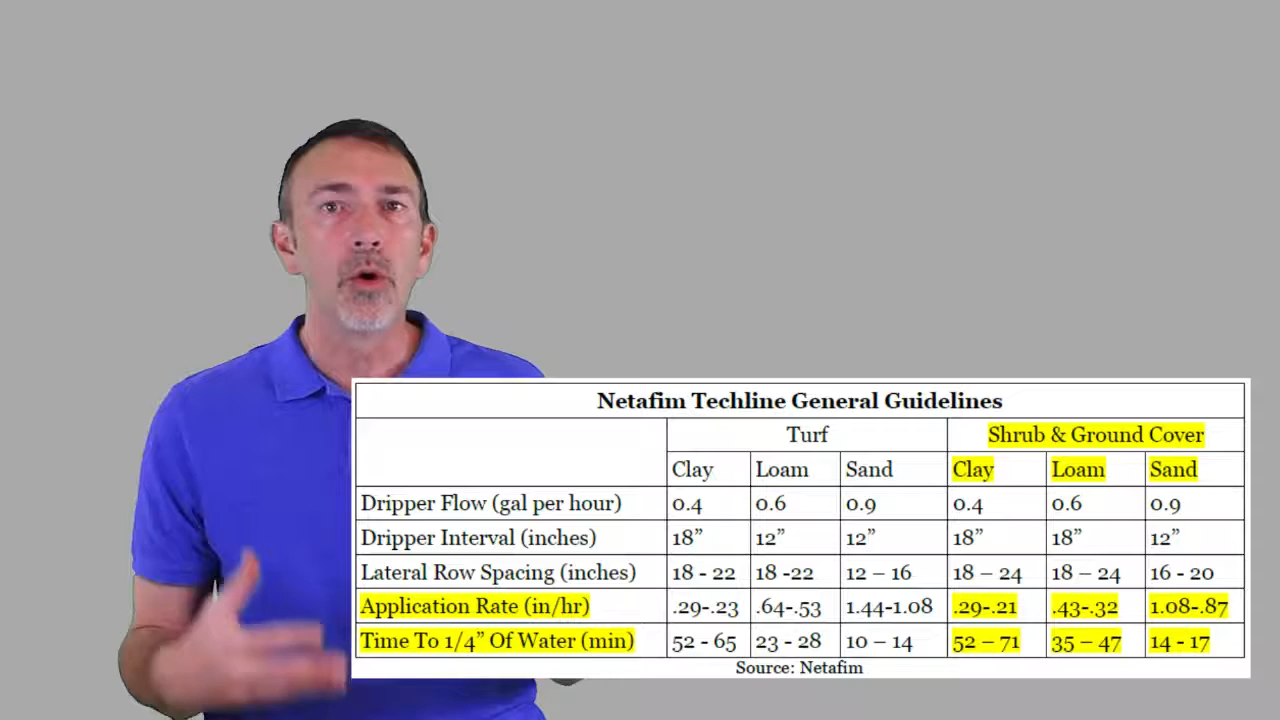 Netafim Techline General Guidelines
Turf Shrub & Ground Cover
Clay Loam Sand Clay Loam Sand
Dripper Flow (gal per hour) 0.4 0.6 0.9 0.4 0.6 0.9
Dripper Interval (inches) 18” 12” 12” 18” 18” 12”
Lateral Row Spacing (inches) 18 - 22 18 -22 12 – 16 18 – 24 18 – 24 16 - 20
Application Rate (in/hr) .29-.23 .64-.53 1.44-1.08 .29-.21 .43-.32 1.08-.87
Time To 1/4” Of Water (min) 52 - 65 23 - 28 10 – 14 52 – 71 35 – 47 14 - 17
Source: Netafim